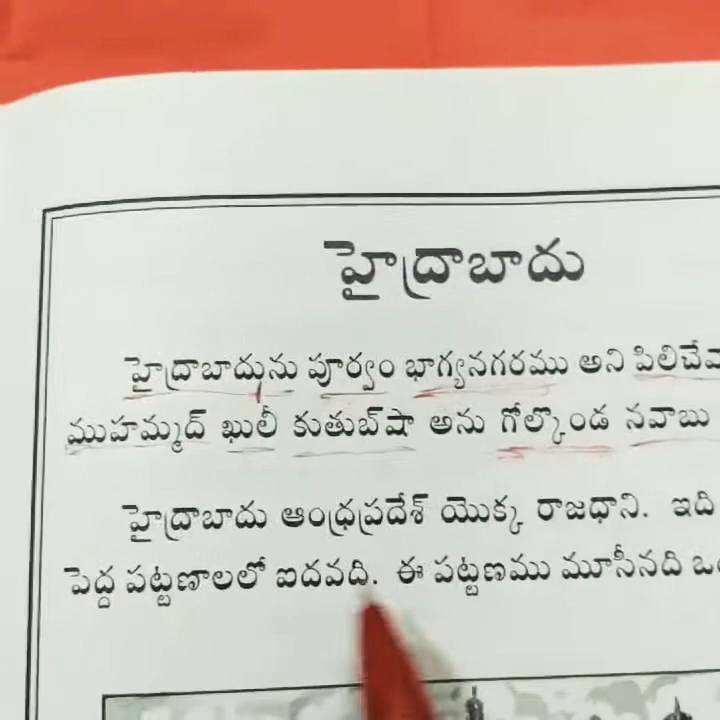 హైద్రాబాదు
హైద్రాబాదును పూర్వం భాగ్యనగరము అని
ముహమ్మద్ ఖులీ కుతుబ్‌షా అను గోల్కొండ నవాబు
హైద్రాబాదు ఆంధ్రప్రదేశ్ యొక్క రాజధాని. ఇది
పెద్ద పట్టణాలలో ఐదవది. ఈ పట్టణము మూసీనది